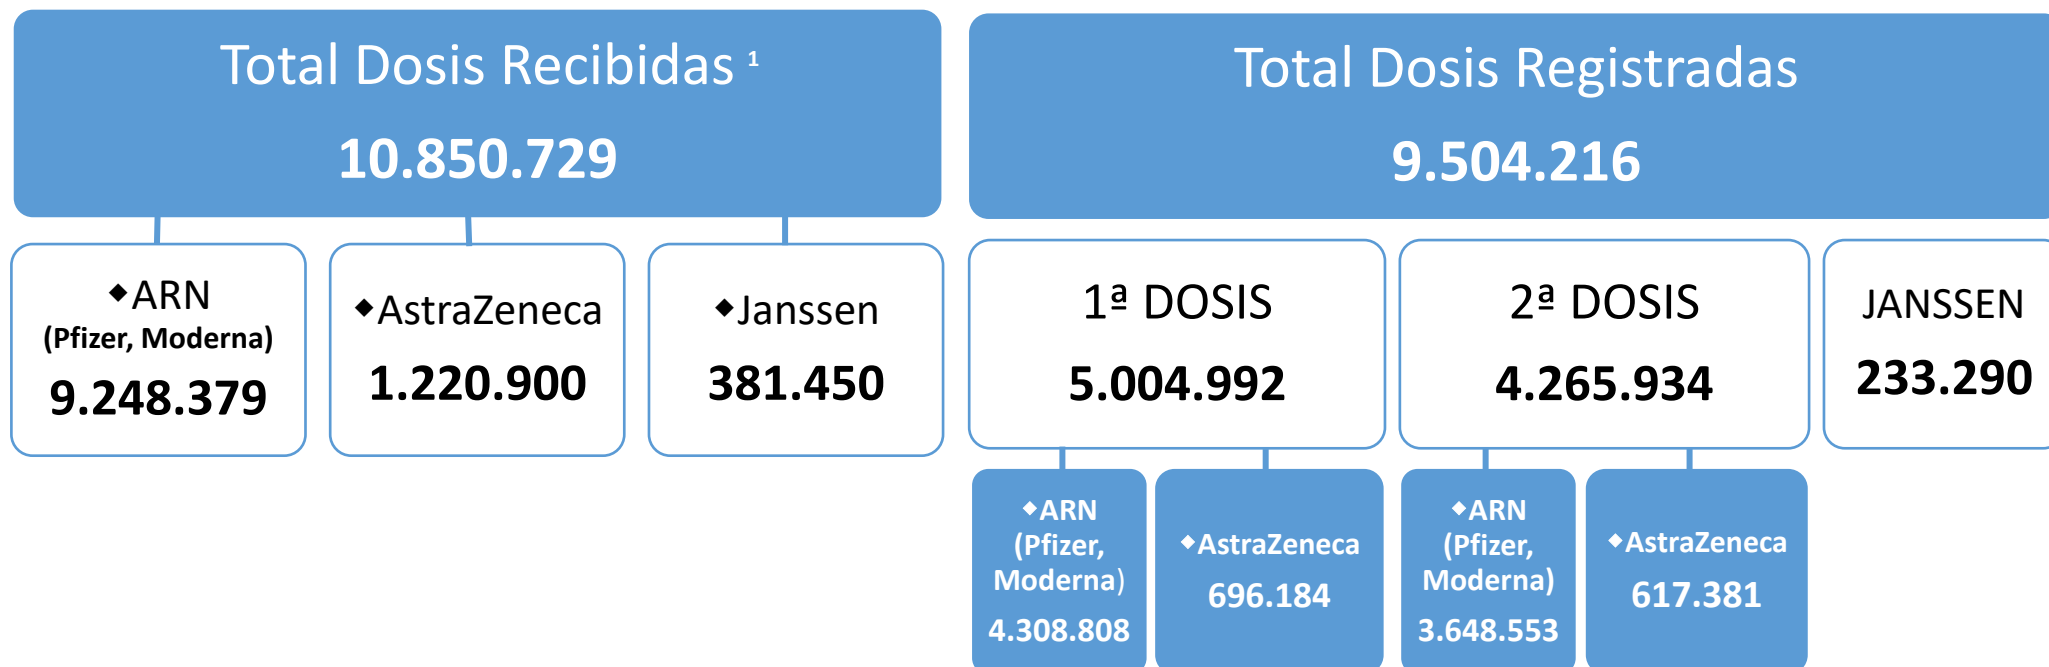 Total Dosis Recibidas ¹
10.850.729
◆ARN
(Pfizer, Moderna)
9.248.379
◆AstraZeneca
1.220.900
◆Janssen
381.450
Total Dosis Registradas
9.504.216
1ª DOSIS
5.004.992
◆ARN
(Pfizer,
Moderna)
4.308.808
◆AstraZeneca
696.184
2ª DOSIS
4.265.934
◆ARN
(Pfizer,
Moderna)
3.648.553
◆AstraZeneca
617.381
JANSSEN
233.290